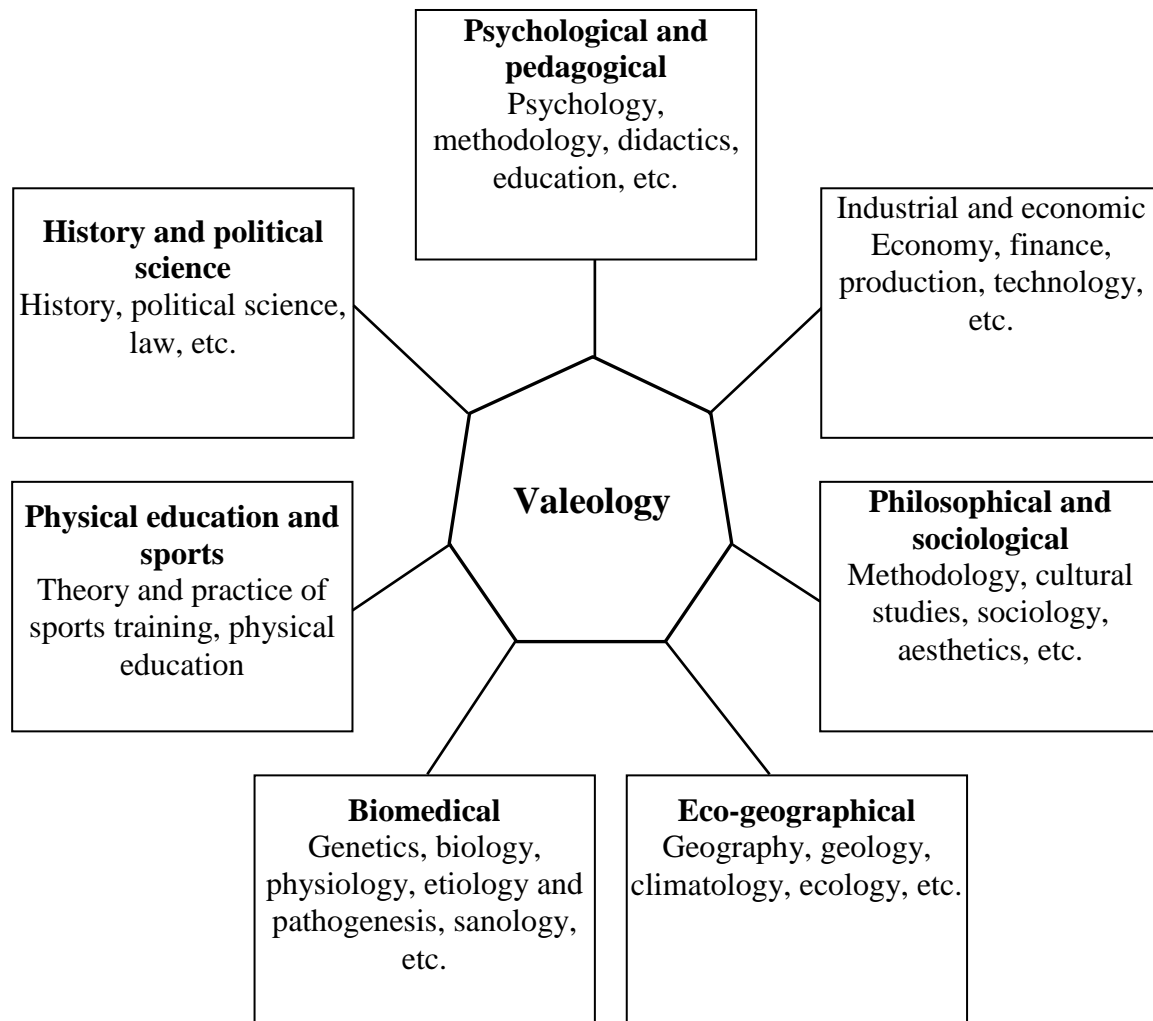 Psychological and
pedagogical
Psychology,
methodology, didactics,
education, etc.
History and political
science
History, political science,
law, etc.
Industrial and economic
Economy, finance,
production, technology,
etc.
Valeology
Physical education and
sports
Theory and practice of
sports training, physical
education
Philosophical and
sociological
Methodology, cultural
studies, sociology,
aesthetics, etc.
Biomedical
Genetics, biology,
physiology, etiology and
pathogenesis, sanology,
etc.
Eco-geographical
Geography, geology,
climatology, ecology, etc.